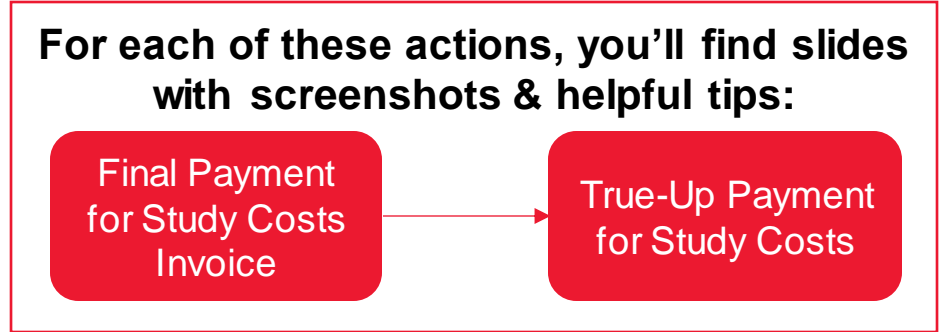 For each of these actions, you’ll find slides
with screenshots & helpful tips:
Final Payment
for Study Costs
Invoice
True-Up Payment
for Study Costs